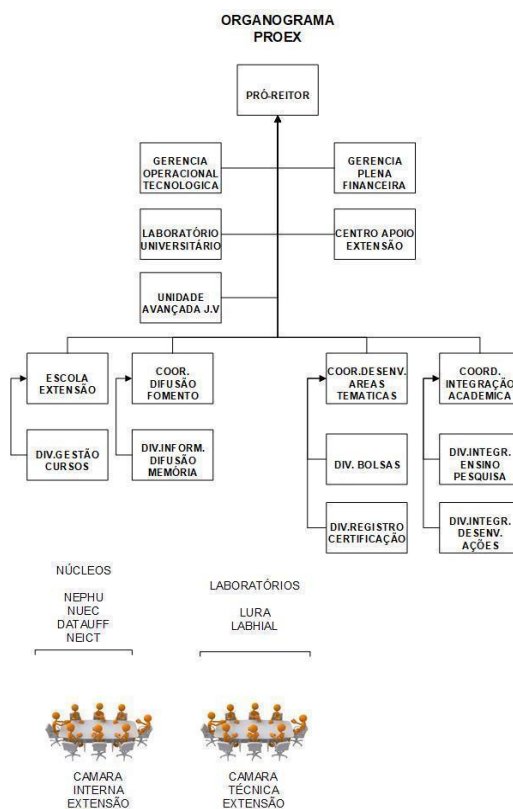 ORGANOGRAMA
PROEX
PRÓ-REITOR
GERENCIA
OPERACIONAL
TECNOLOGICA
GERENCIA
PLENA
FINANCEIRA
LABORATÓRIO
UNIVERSITÁRIO
CENTRO APOIO
EXTENSÃO
UNIDADE
AVANÇADA J.V
ESCOLA
EXTENSÃO
COOR.
DIFUSÃO
FOMENTO
COOR.DESENV.
AREAS
TEMATICAS
COORD.
INTEGRAÇÃO
ACADEMICA
DIV.GESTÃO
CURSOS
DIV.INFORM.
DIFUSÃO
MEMÓRIA
DIV. BOLSAS
DIV.INTEGR.
ENSINO
PESQUISA
DIV.REGISTRO
CERTIFICAÇÃO
DIV.INTEGR.
DESENV.
AÇÕES
NÚCLEOS
NEPHU
NUEC
DATAUFF
NEICT
LABORATÓRIOS
LURA
LABHIAL
CAMARA
INTERNA
EXTENSÃO
CAMARA
TÉCNICA
EXTENSÃO